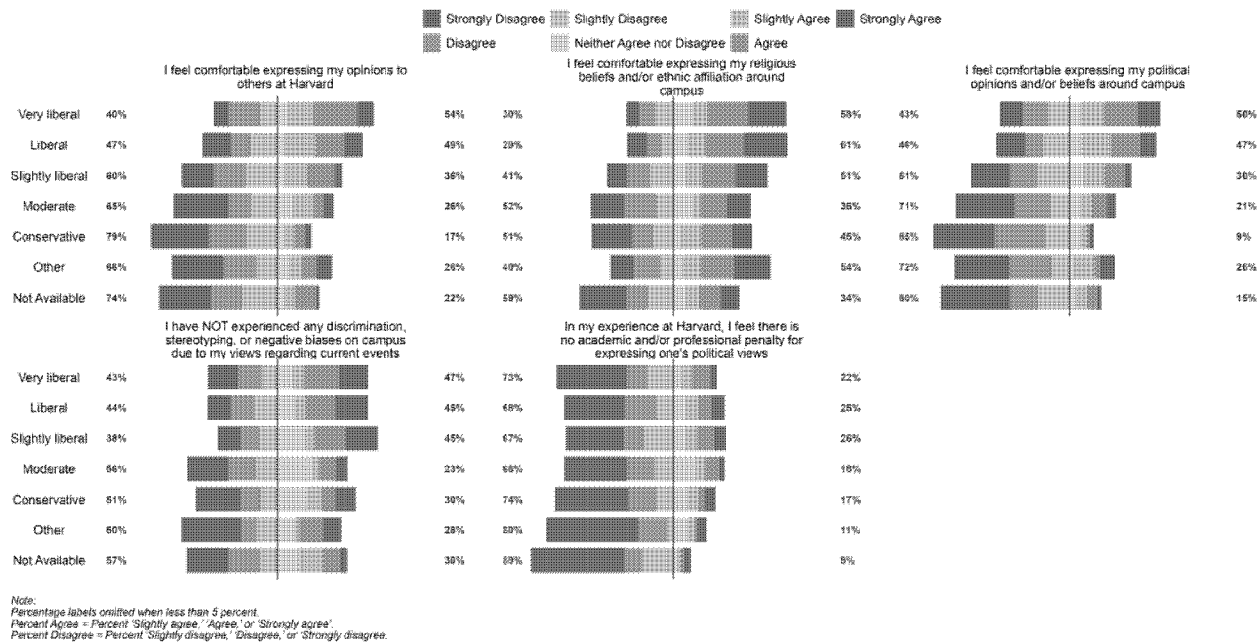 Strongly Disagree Slightly Disagree Slightly Agree Strongly Agree
Disagree Neither Agree nor Disagree Agree
I feel comfortable expressing my opinions to
others at Harvard
I feel comfortable expressing my religious
beliefs and/or ethnic affiliation around
campus
I feel comfortable expressing my political
opinions and/or beliefs around campus
Very liberal 40% 54% 30% 58% 43% 50%
Liberal 47% 49% 29% 61% 46% 47%
Slightly liberal 60% 36% 41% 51% 61% 30%
Moderate 65% 26% 52% 36% 71% 21%
Conservative 79% 17% 51% 45% 9%
Other 66% 26% 40% 54% 72% 26%
Not Available 74% 22% 59% 34% 80% 15%
I have NOT experienced any discrimination,
stereotyping, or negative biases on campus
due to my views regarding current events
In my experience at Harvard, I feel there is
no academic and/or professional penalty for
expressing one's political views
Very liberal 43% 47% 73% 22%
Liberal 44% 45% 68% 25%
Slightly liberal 38% 45% 67% 26%
Moderate 56% 23% 68% 18%
Conservative 51% 30% 74% 17%
Other 60% 28% 80% 11%
Not Available 57% 30% 89%
Note:
Percentage labels omitted when less than 5 percent.
Percent Agree = Percent 'Slightly agree,' 'Agree,' or 'Strongly agree'.
Percent Disagree = Percent 'Slightly disagree,' 'Disagree,' or 'Strongly disagree.